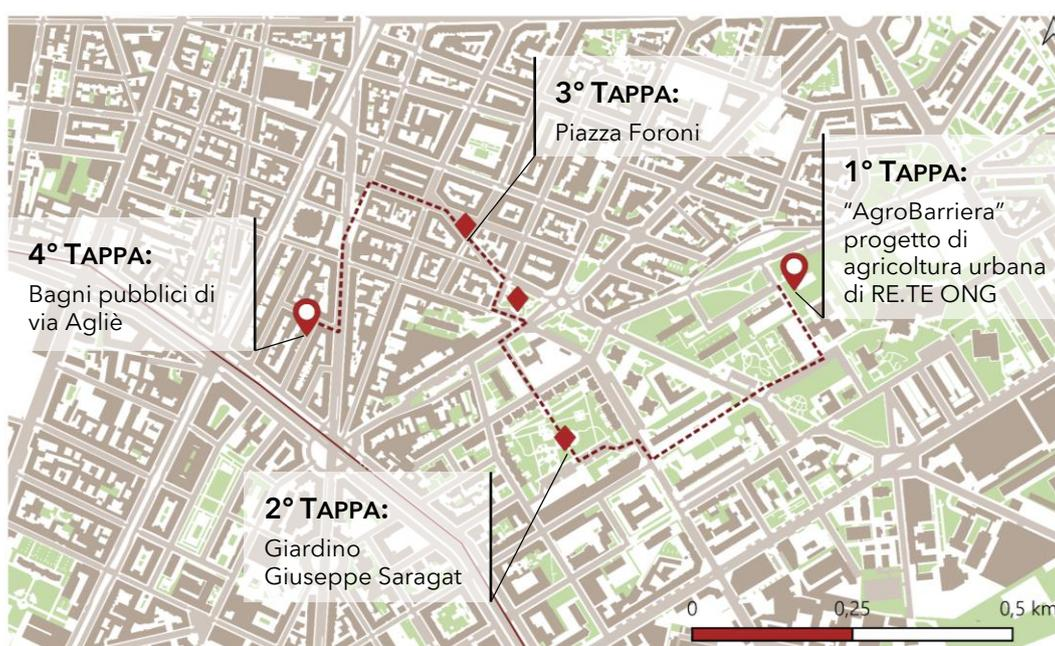 3° TAPPA:
Piazza Foroni
1° TAPPA:
“AgroBarriera”
progetto di
agricoltura urbana
di RE.TE ONG
4° TAPPA:
Bagni pubblici di
via Agliè
2° TAPPA:
Giardino
Giuseppe Saragat
0 0,25 0,5 km